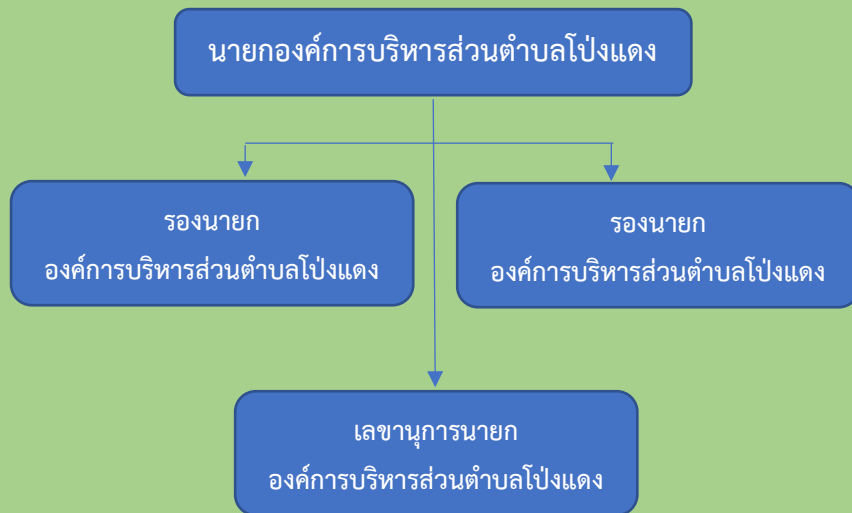 นายกองค์การบริหารส่วนตำบลโป่งแดง
รองนายก
องค์การบริหารส่วนตำบลโป่งแดง
รองนายก
องค์การบริหารส่วนตำบลโป่งแดง
เลขานุการนายก
องค์การบริหารส่วนตำบลโป่งแดง